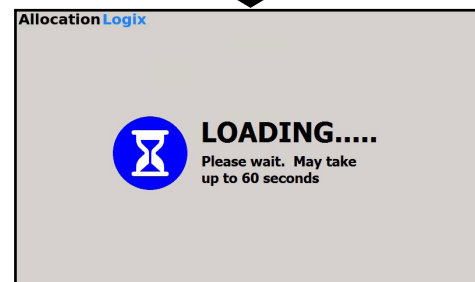 AllocationLogix
LOADING.....
Please wait. May take
up to 60 seconds